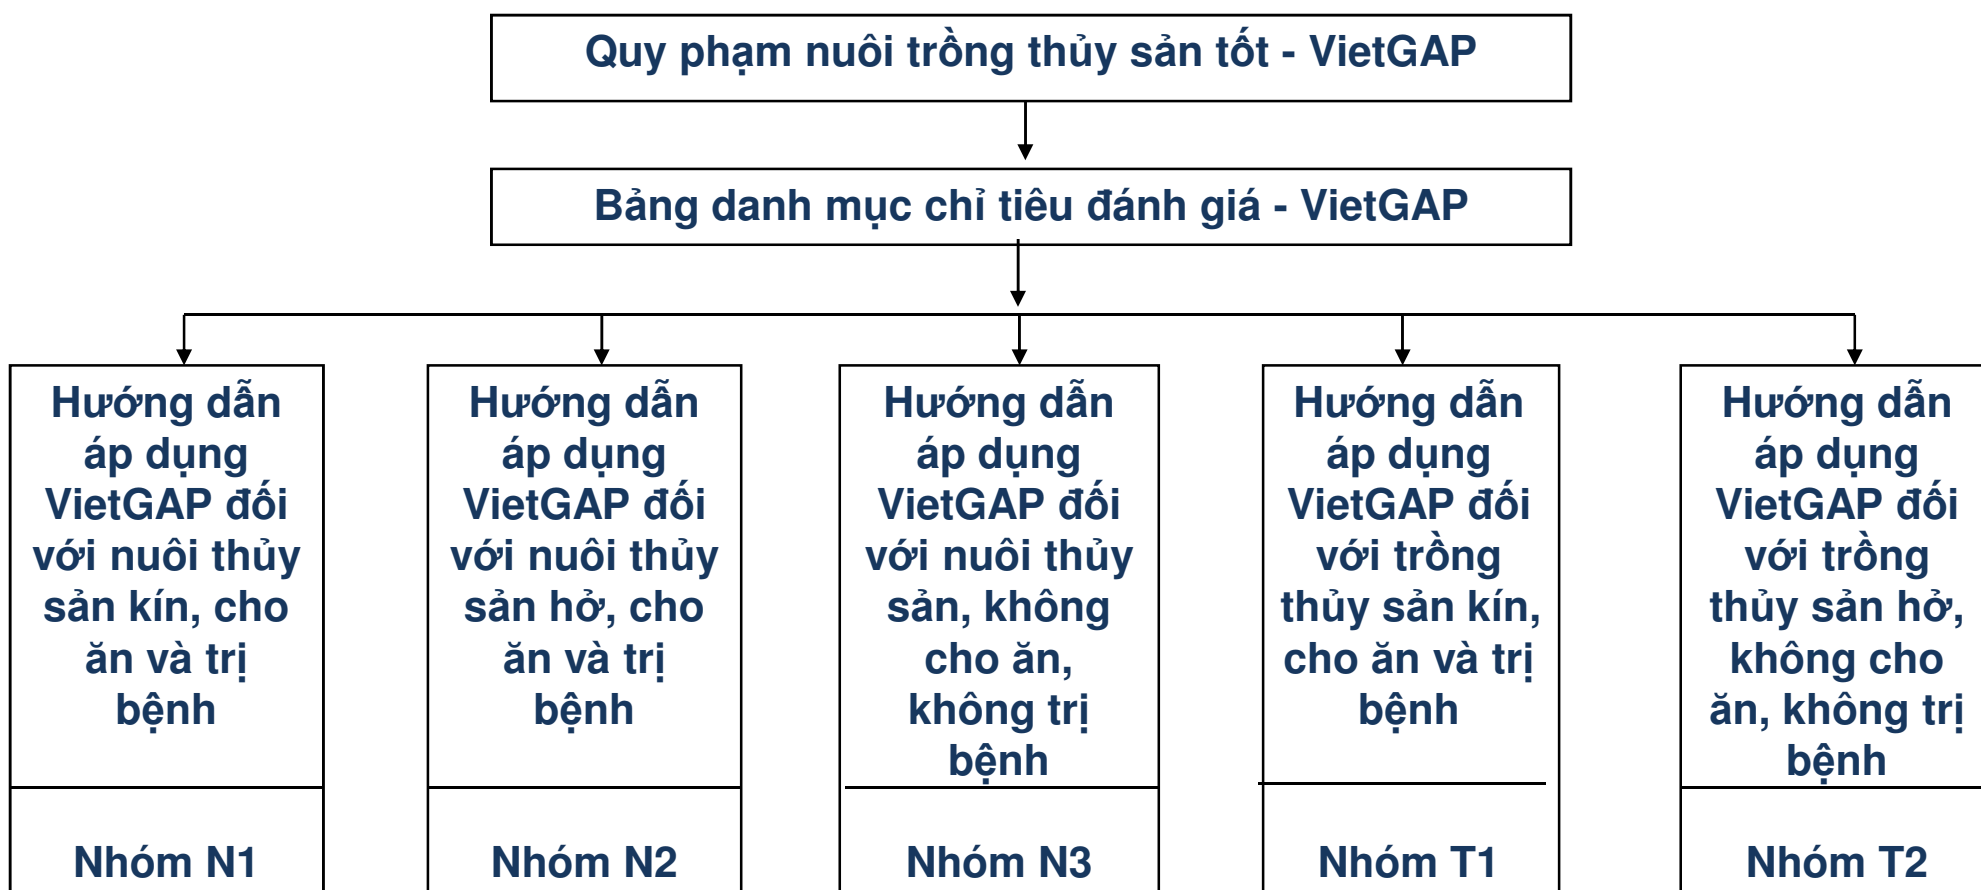 Quy phạm nuôi trồng thủy sản tốt - VietGAP
Bảng danh mục chỉ tiêu đánh giá - VietGAP
Hướng dẫn
áp dụng
VietGAP đối
với nuôi thủy
sản kín, cho
ăn và trị
bệnh
Nhóm N1
Hướng dẫn
áp dụng
VietGAP đối
với nuôi thủy
sản hở, cho
ăn và trị
bệnh
Nhóm N2
Hướng dẫn
áp dụng
VietGAP đối
với nuôi thủy
sản, không
cho ăn,
không trị
bệnh
Nhóm N3
Hướng dẫn
áp dụng
VietGAP đối
với trồng
thủy sản kín,
cho ăn và trị
bệnh
Nhóm T1
Hướng dẫn
áp dụng
VietGAP đối
với trồng
thủy sản hở,
không cho
ăn, không trị
bệnh
Nhóm T2